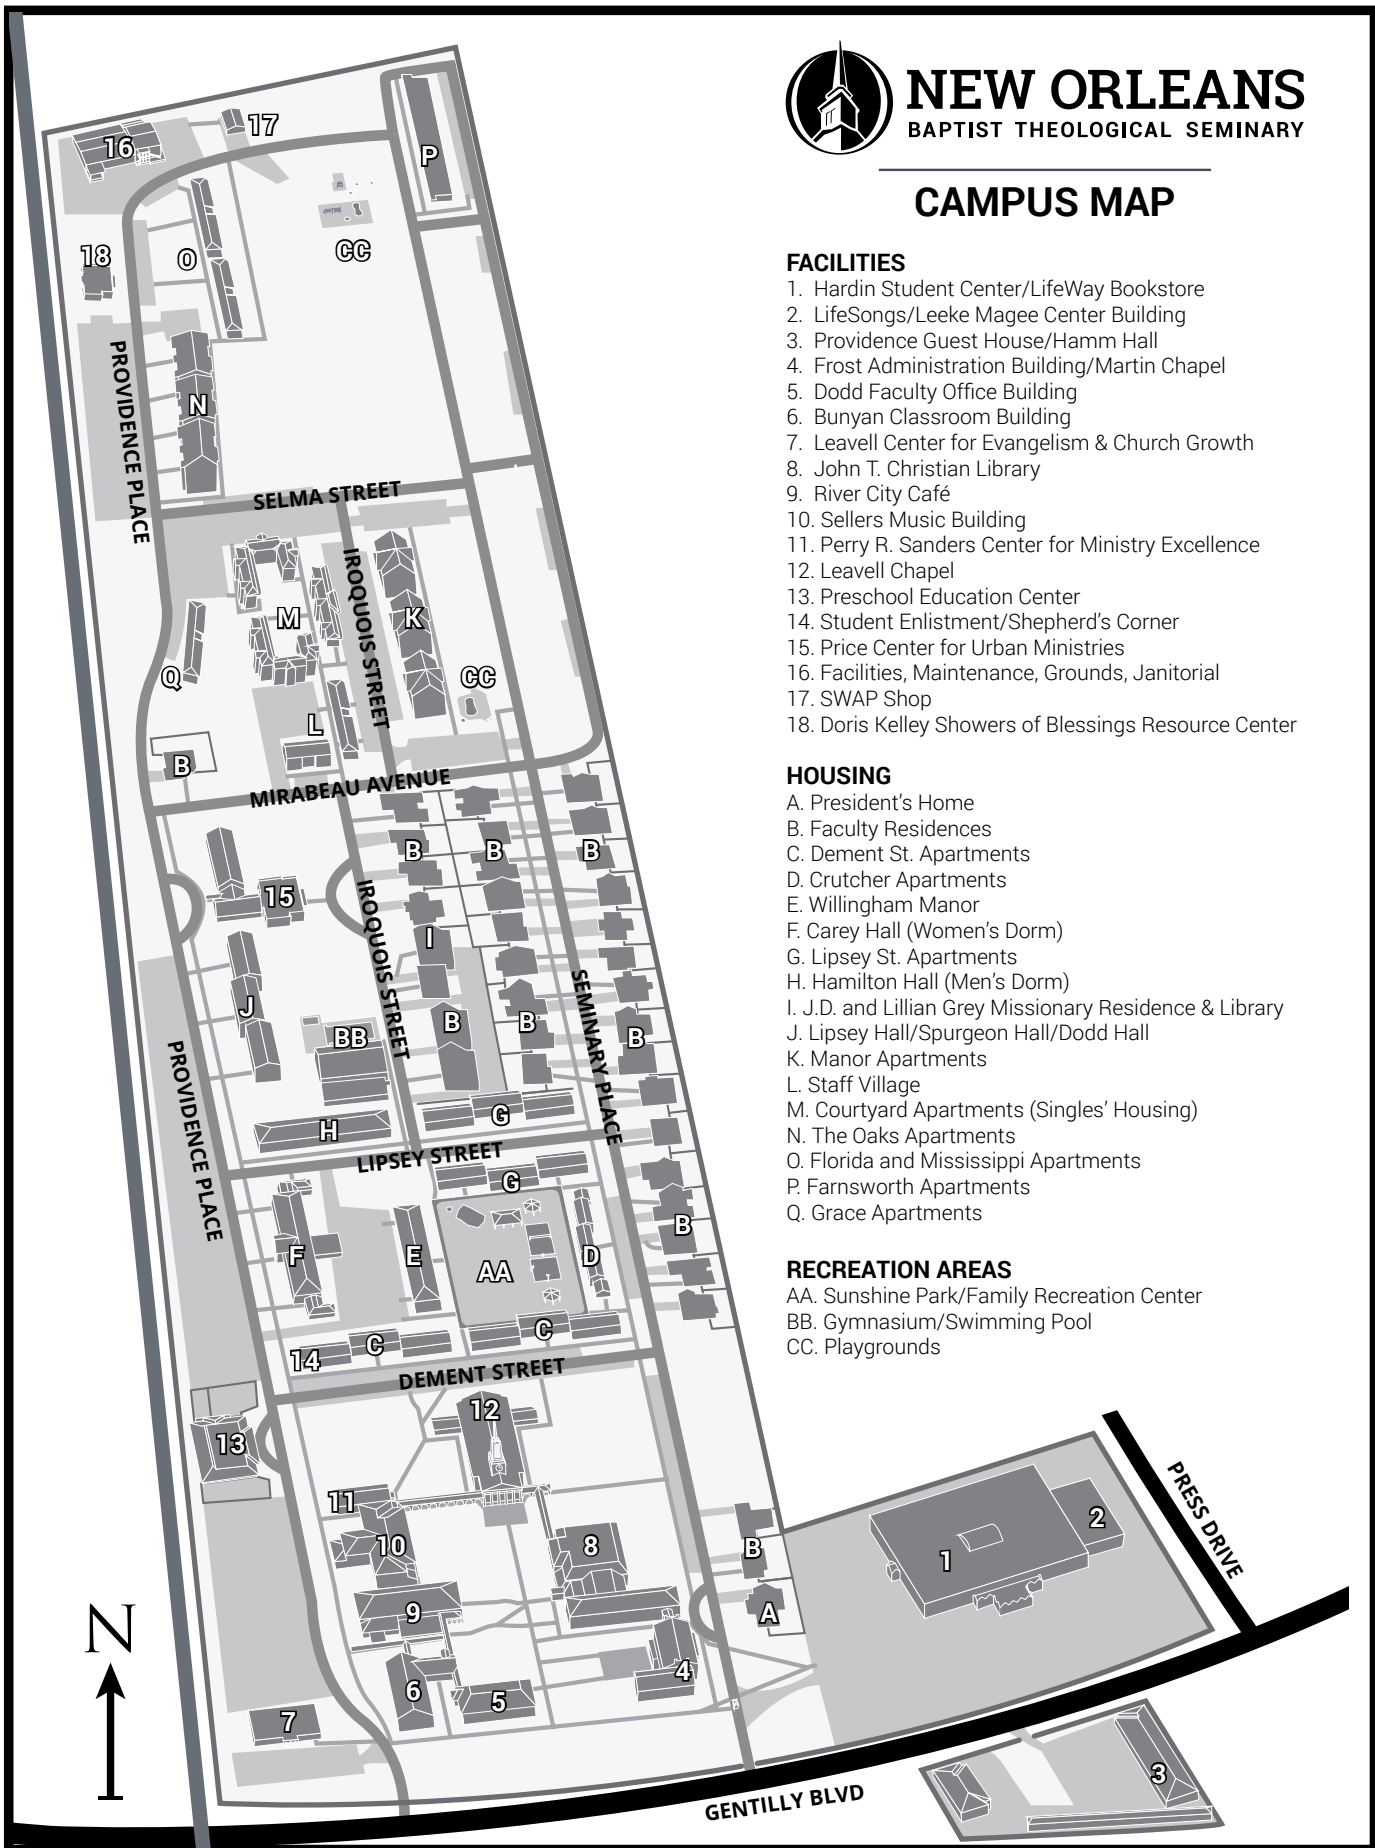 NEW ORLEANS
BAPTIST THEOLOGICAL SEMINARY
CAMPUS MAP
FACILITIES
1. Hardin Student Center/LifeWay Bookstore
2. LifeSongs/Leeke Magee Center Building
3. Providence Guest House/Hamm Hall
4. Frost Administration Building/Martin Chapel
5. Dodd Faculty Office Building
6. Bunyan Classroom Building
7. Leavell Center for Evangelism & Church Growth
8. John T. Christian Library
9. River City Café
10. Sellers Music Building
11. Perry R. Sanders Center for Ministry Excellence
12. Leavell Chapel
13. Preschool Education Center
14. Student Enlistment/Shepherd's Corner
15. Price Center for Urban Ministries
16. Facilities, Maintenance, Grounds, Janitorial
17. SWAP Shop
18. Doris Kelley Showers of Blessings Resource Center
HOUSING
A. President's Home
B. Faculty Residences
C. Dement St. Apartments
D. Crutcher Apartments
E. Willingham Manor
F. Carey Hall (Women's Dorm)
G. Lipsey St. Apartments
H. Hamilton Hall (Men's Dorm)
I. J.D. and Lillian Grey Missionary Residence & Library
J. Lipsey Hall/Spurgeon Hall/Dodd Hall
K. Manor Apartments
L. Staff Village
M. Courtyard Apartments (Singles' Housing)
N. The Oaks Apartments
O. Florida and Mississippi Apartments
P. Farnsworth Apartments
Q. Grace Apartments
RECREATION AREAS
AA. Sunshine Park/Family Recreation Center
BB. Gymnasium/Swimming Pool
CC. Playgrounds
16
17
P
18
O
CC
PROVIDENCE PLACE
N
SELMA STREET
IROQUOIS STREET
M
K
Q
CC
L
B
MIRABEAU AVENUE
B
B
B
15
IROQUOIS STREET
I
SEMINARY PLACE
J
BB
B
B
B
PROVIDENCE PLACE
G
H
LIPSEY STREET
G
B
F
E
AA
D
C
C
14
DEMENT STREET
12
13
11
10
8
B
1
2
PRESS DRIVE
9
A
4
6
5
7
3
N
GENTILLY BLVD